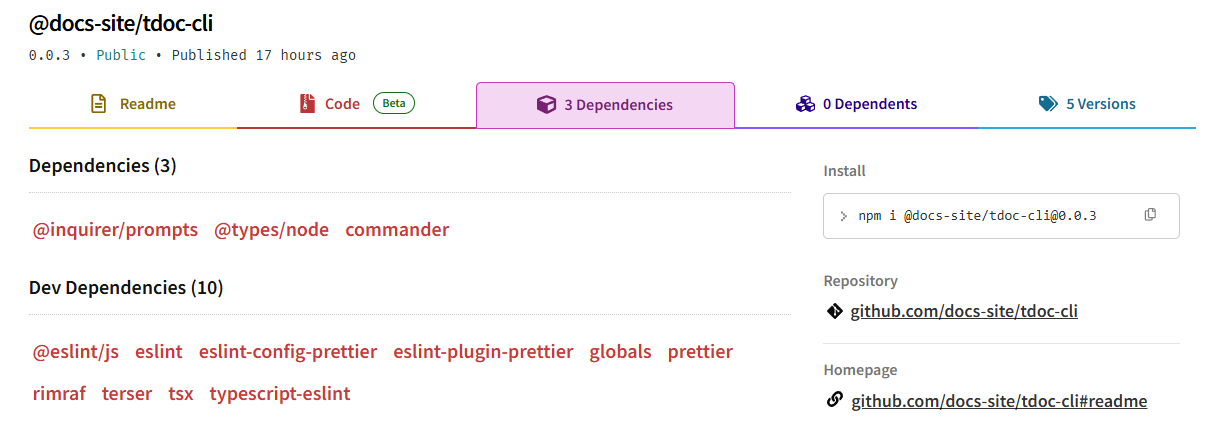 @docs-site/tdoc-cli
0.0.3 • Public • Published 17 hours ago
Readme
Code Beta
3 Dependencies
0 Dependents
5 Versions
Dependencies (3)
@inquirer/prompts @types/node commander
Dev Dependencies (10)
@eslint/js eslint eslint-config-prettier eslint-plugin-prettier globals prettier
rimraf terser tsx typescript-eslint
Install
> npm i @docs-site/tdoc-cli@0.0.3
Repository
github.com/docs-site/tdoc-cli
Homepage
github.com/docs-site/tdoc-cli#readme